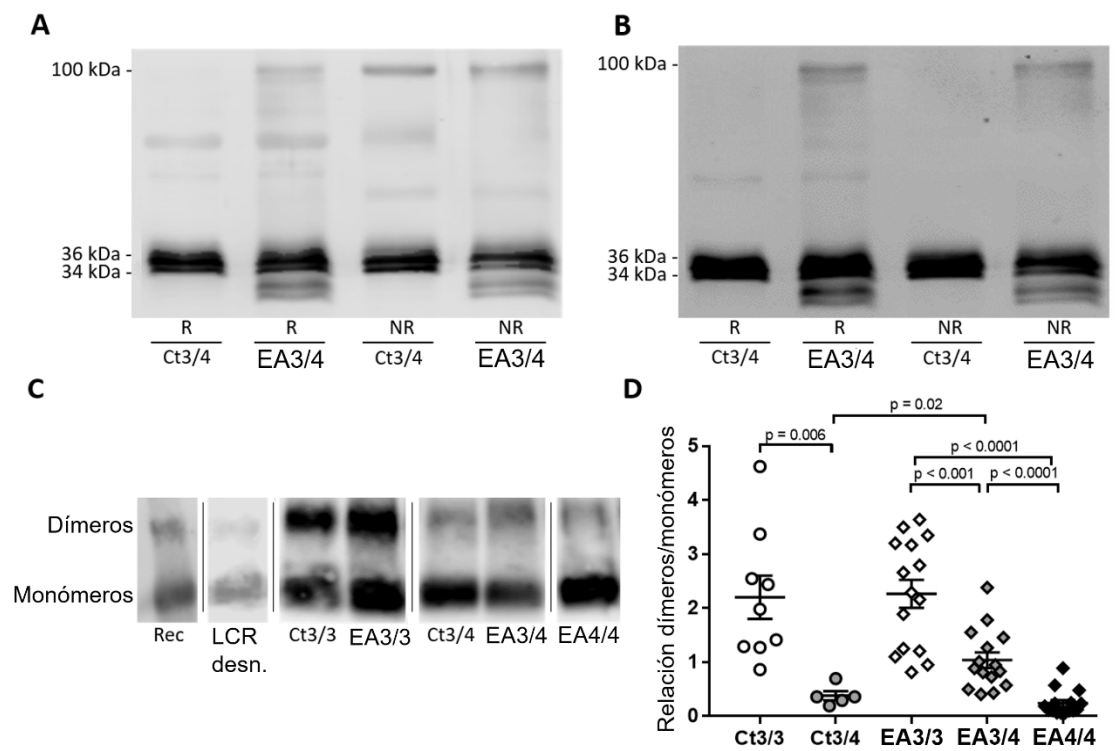 A
100 kDa -
36 kDa -
34 kDa -
R R NR NR
Ct3/4 EA3/4 Ct3/4 EA3/4
B
100 kDa -
36 kDa -
34 kDa -
R R NR NR
Ct3/4 EA3/4 Ct3/4 EA3/4
C
Dímeros
Monómeros
Rec LCR desn. Ct3/3 EA3/3 Ct3/4 EA3/4 EA4/4
D
p = 0.02
p = 0.006
p < 0.0001
p < 0.001 p < 0.0001
Relación dímeros/monómeros
5
4
3
2
1
0
Ct3/3 Ct3/4 EA3/3 EA3/4 EA4/4